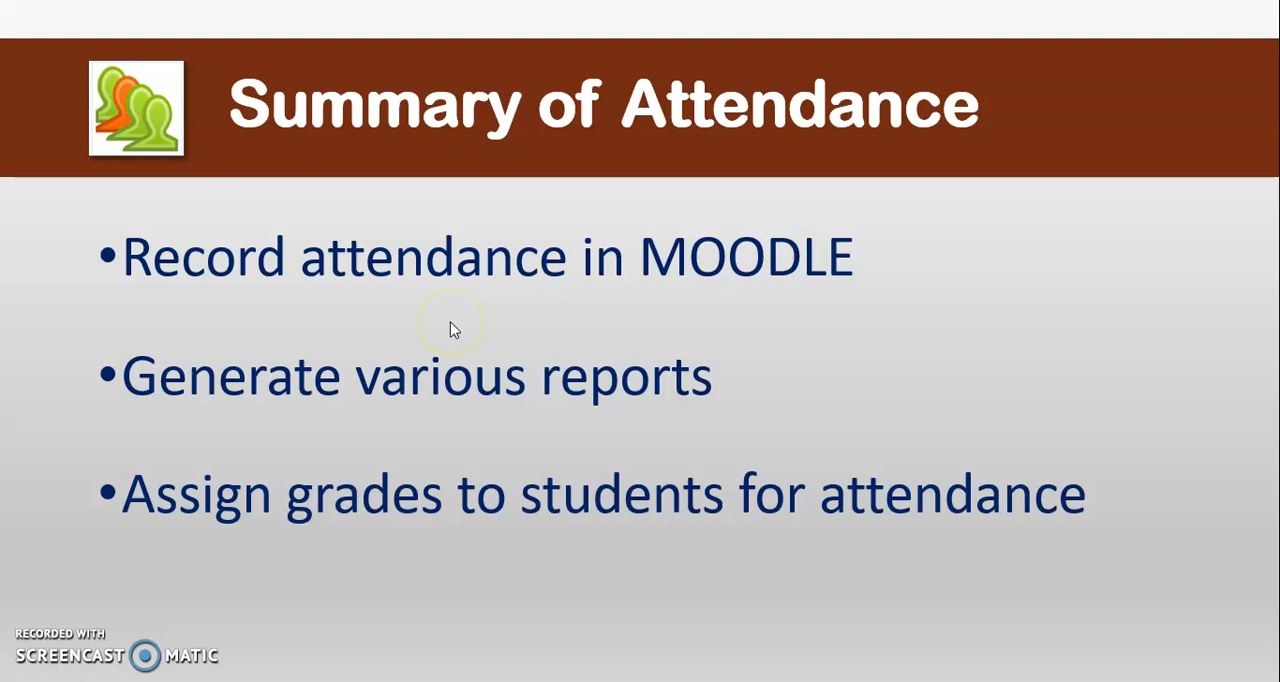 Summary of Attendance
•Record attendance in MOODLE
•Generate various reports
•Assign grades to students for attendance
RECORDED WITH
SCREENCAST MATIC